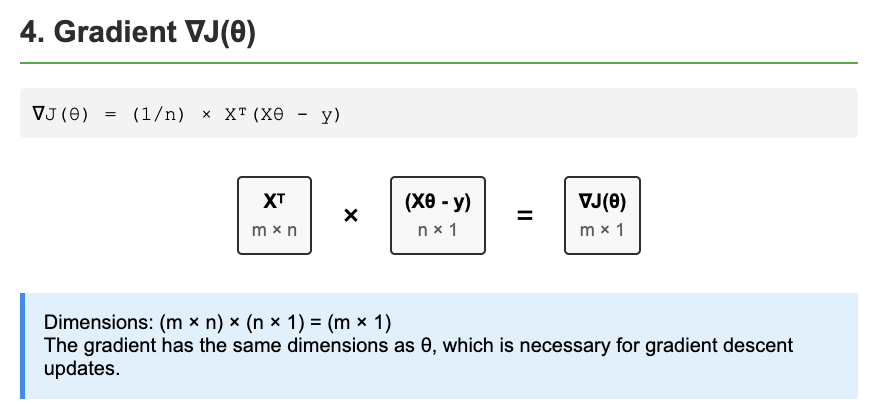 4. Gradient ∇J(θ)
∇J(θ) = (1/n) × Xᵀ(Xθ - y)
Xᵀ × (Xθ - y) = ∇J(θ)
m × n n × 1 m × 1
Dimensions: (m × n) × (n × 1) = (m × 1)
The gradient has the same dimensions as θ, which is necessary for gradient descent
updates.